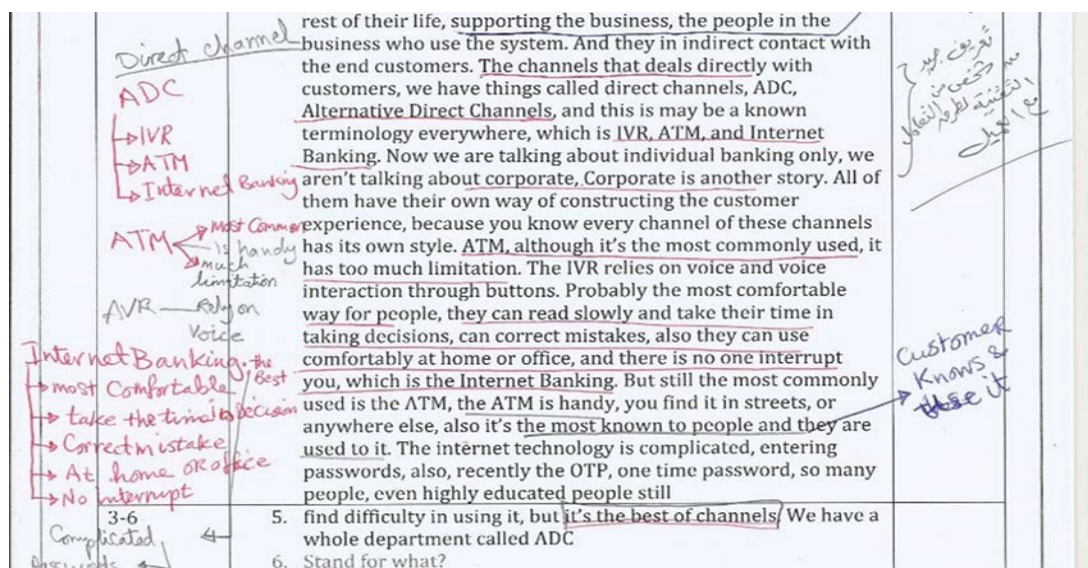 rest of their life, supporting the business, the people in the
business who use the system. And they in indirect contact with
the end customers. The channels that deals directly with
customers, we have things called direct channels, ADC,
Alternative Direct Channels, and this is may be a known
terminology everywhere, which is IVR, ATM, and Internet
Banking. Now we are talking about individual banking only, we
aren't talking about corporate, Corporate is another story. All of
them have their own way of constructing the customer
experience, because you know every channel of these channels
has its own style. ATM, although it's the most commonly used, it
has too much limitation. The IVR relies on voice and voice
interaction through buttons. Probably the most comfortable
way for people, they can read slowly and take their time in
taking decisions, can correct mistakes, also they can use
comfortably at home or office, and there is no one interrupt
you, which is the Internet Banking. But still the most commonly
used is the ATM, the ATM is handy, you find it in streets, or
anywhere else, also it's the most known to people and they are
used to it. The internet technology is complicated, entering
passwords, also, recently the OTP, one time password, so many
people, even highly educated people still
3-6
5. find difficulty in using it, but it's the best of channels. We have a
whole department called ADC
6. Stand for what?
Direct channel
ADC
IVR
ATM
Internet Banking
ATM
Most Common
is handy
much
limitation
AVR Rely on
Voice
Internet Banking. the
Best
most Comfortable
take the time to decision
Correct mistake
At home OR office
No interrupt
Complicated
Passwords
تعريف جديد
التقنية لطرق التعامل
مع العميل
Customer
Knows &
use it